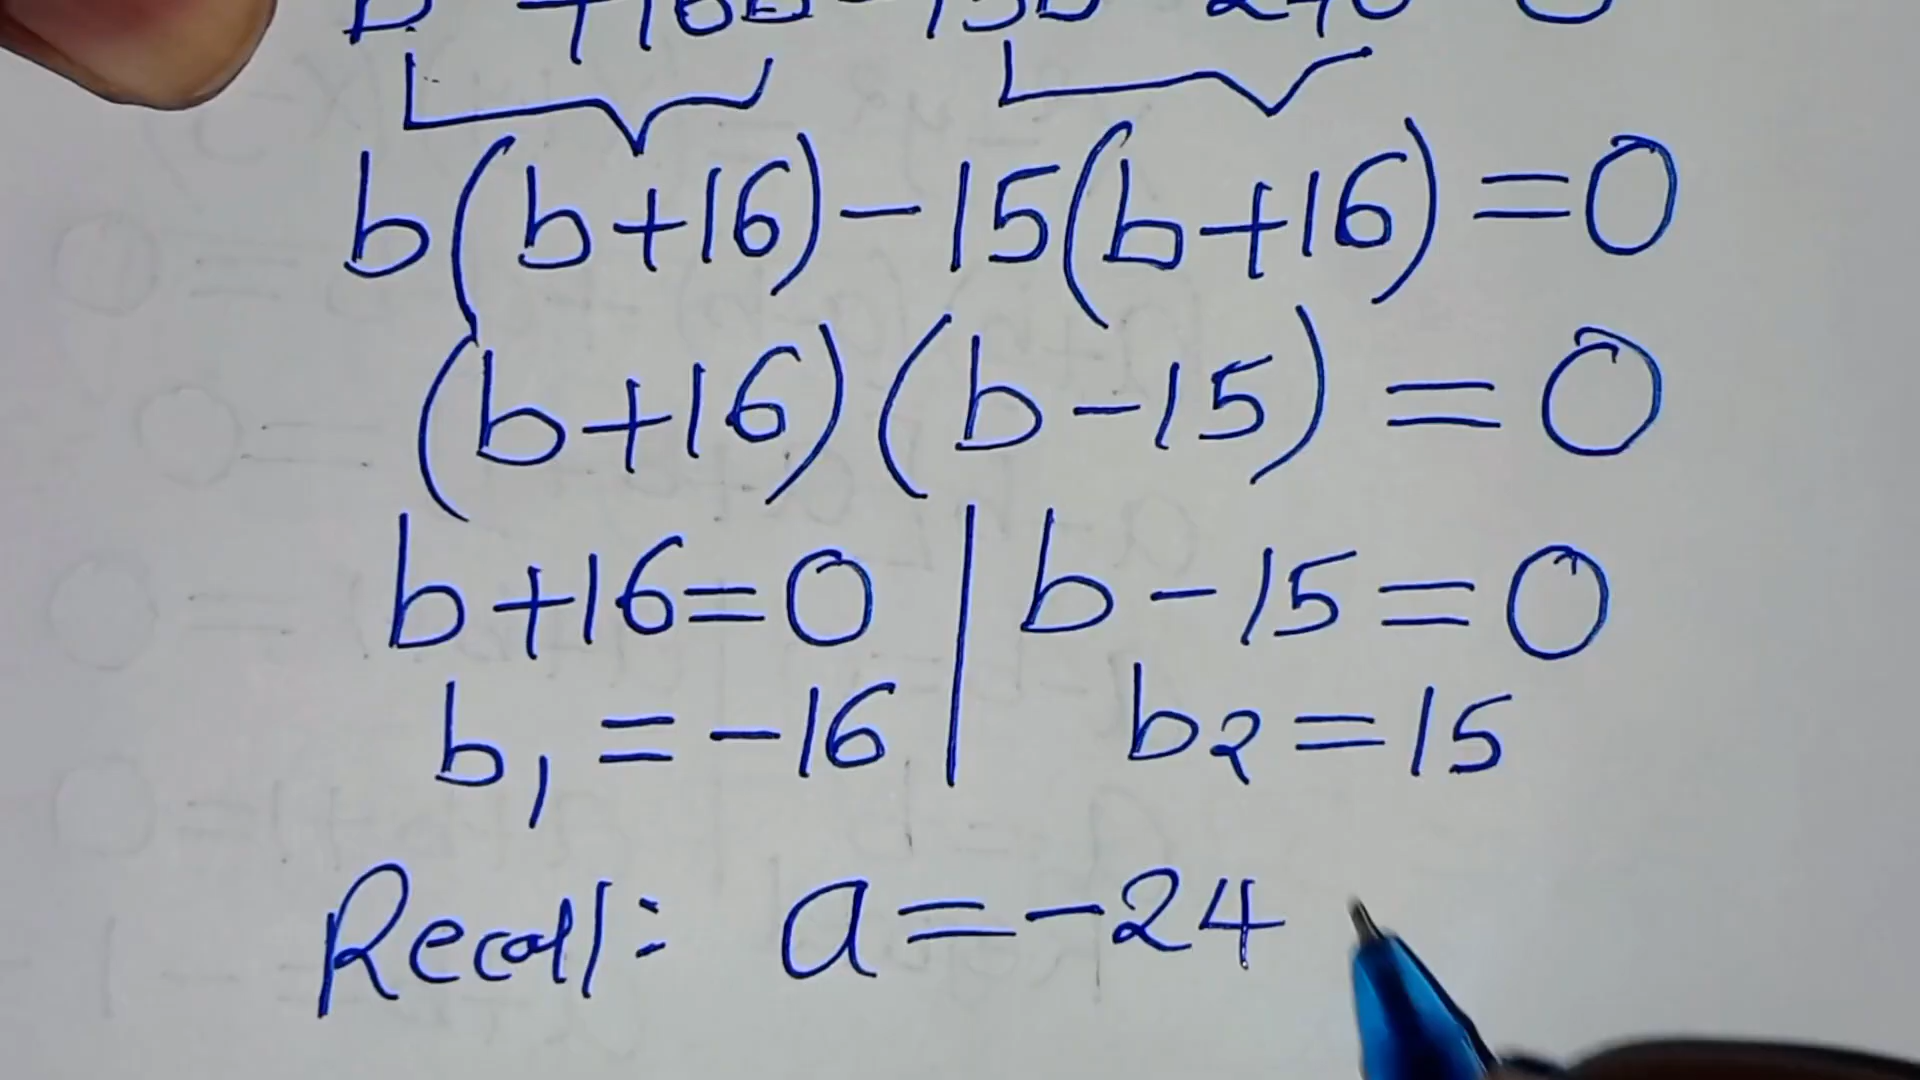 b(b+16)-15(b+16)=0
(b+16)(b-15)=0
b+16=0 | b-15=0
b₁=-16 | b₂=15
Recall: a=-24